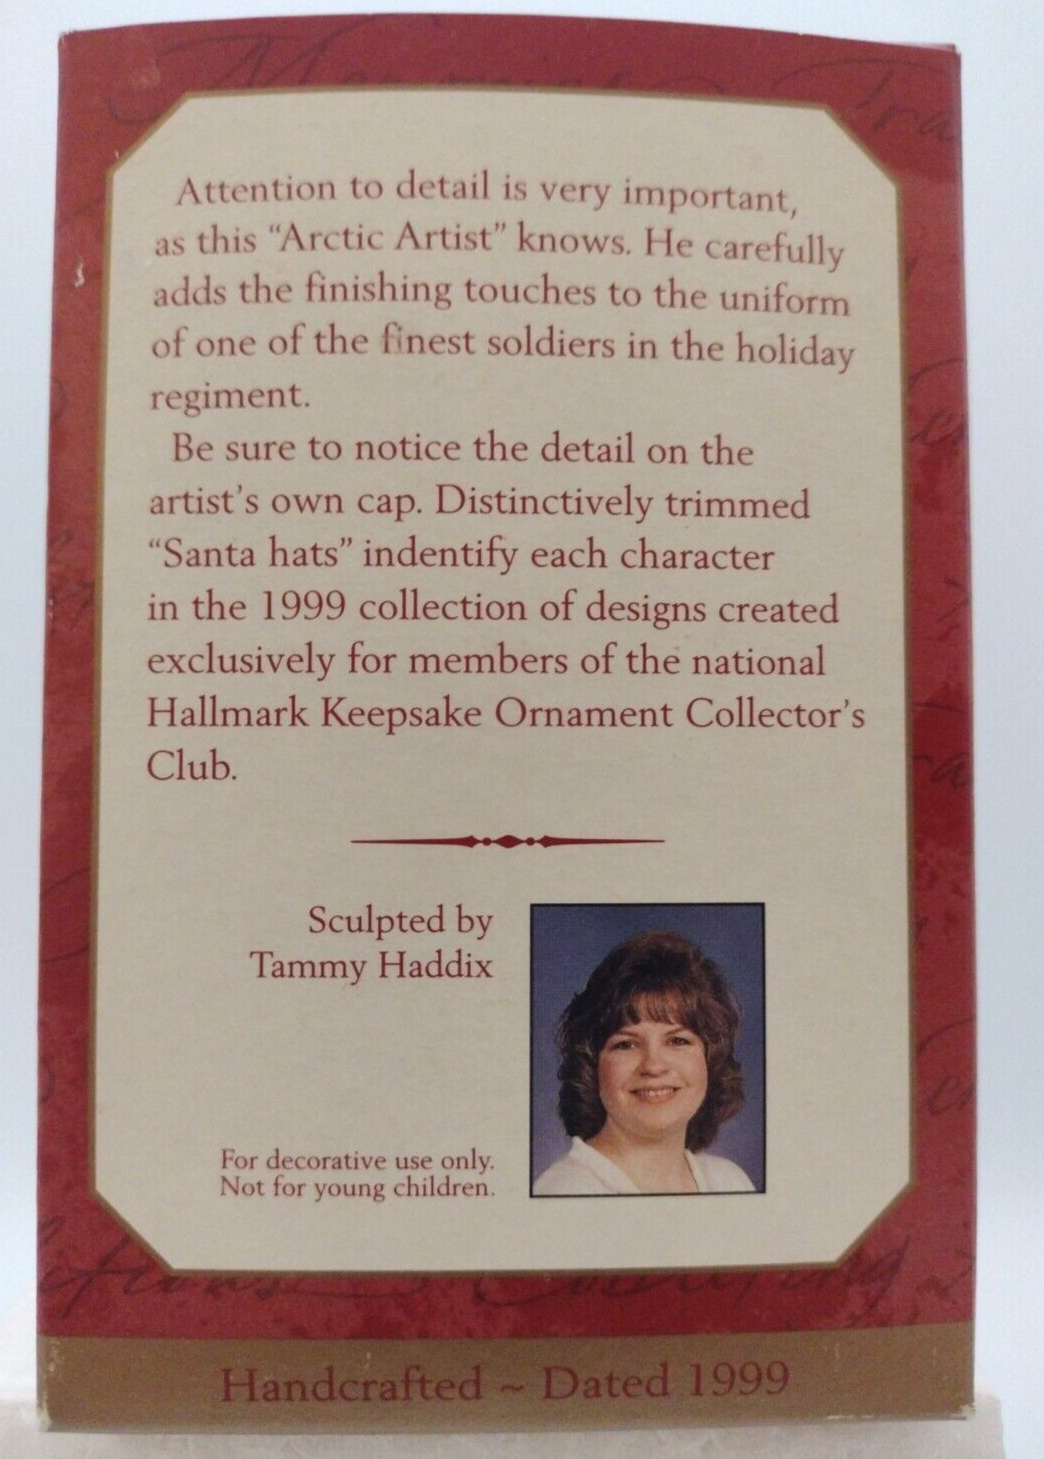 Attention to detail is very important,
as this “Arctic Artist” knows. He carefully
adds the finishing touches to the uniform
of one of the finest soldiers in the holiday
regiment.
Be sure to notice the detail on the
artist’s own cap. Distinctively trimmed
“Santa hats” indentify each character
in the 1999 collection of designs created
exclusively for members of the national
Hallmark Keepsake Ornament Collector’s
Club.
Sculpted by
Tammy Haddix
For decorative use only.
Not for young children.
Handcrafted ~ Dated 1999